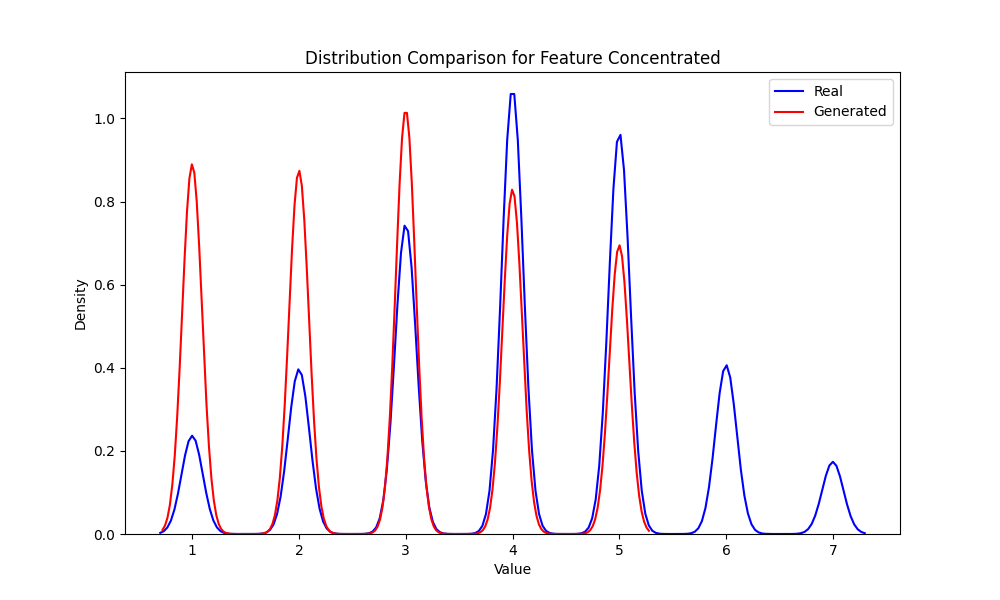 Distribution Comparison for Feature Concentrated
Real
Generated
1.0
0.8
0.6
0.4
0.2
0.0
Density
1 2 3 4 5 6 7
Value